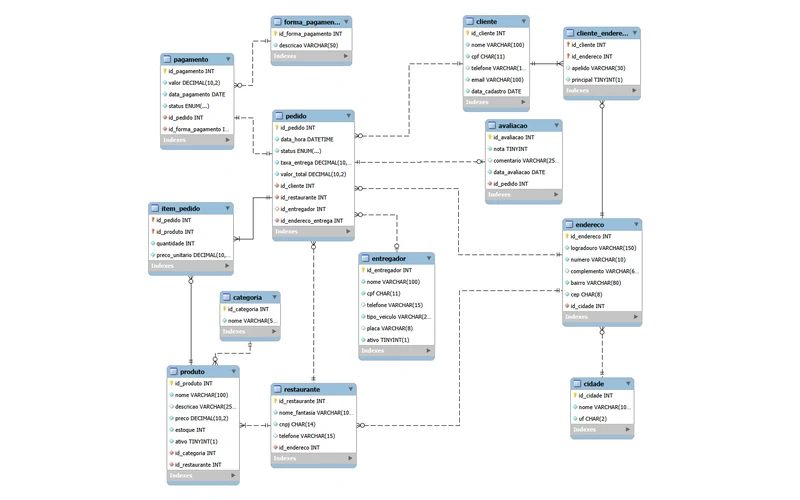 forma_pagamen...
id_forma_pagamento INT
descricao VARCHAR(50)
Indexes
cliente
id_cliente INT
nome VARCHAR(100)
cpf CHAR(11)
telefone VARCHAR(1...
email VARCHAR(100)
data_cadastro DATE
Indexes
cliente_endere...
id_cliente INT
id_endereco INT
apelido VARCHAR(30)
principal TINYINT(1)
Indexes
pagamento
id_pagamento INT
valor DECIMAL(10,2)
data_pagamento DATE
status ENUM(...)
id_pedido INT
id_forma_pagamento I...
Indexes
pedido
id_pedido INT
data_hora DATETIME
status ENUM(...)
taxa_entrega DECIMAL(10,...
valor_total DECIMAL(10,2)
id_cliente INT
id_restaurante INT
id_entregador INT
id_endereco_entrega INT
Indexes
avaliacao
id_avaliacao INT
nota TINYINT
comentario VARCHAR(25...
data_avaliacao DATE
id_pedido INT
Indexes
item_pedido
id_pedido INT
id_produto INT
quantidade INT
preco_unitario DECIMAL(10,...
Indexes
endereco
id_endereco INT
logradouro VARCHAR(150)
numero VARCHAR(10)
complemento VARCHAR(6...
bairro VARCHAR(80)
cep CHAR(8)
id_cidade INT
Indexes
entregador
id_entregador INT
nome VARCHAR(100)
cpf CHAR(11)
telefone VARCHAR(15)
tipo_veiculo VARCHAR(2...
placa VARCHAR(8)
ativo TINYINT(1)
Indexes
categoria
id_categoria INT
nome VARCHAR(5...
Indexes
produto
id_produto INT
nome VARCHAR(100)
descricao VARCHAR(25...
preco DECIMAL(10,2)
estoque INT
ativo TINYINT(1)
id_categoria INT
id_restaurante INT
Indexes
restaurante
id_restaurante INT
nome_fantasia VARCHAR(10...
cnpj CHAR(14)
telefone VARCHAR(15)
id_endereco INT
Indexes
cidade
id_cidade INT
nome VARCHAR(10...
uf CHAR(2)
Indexes